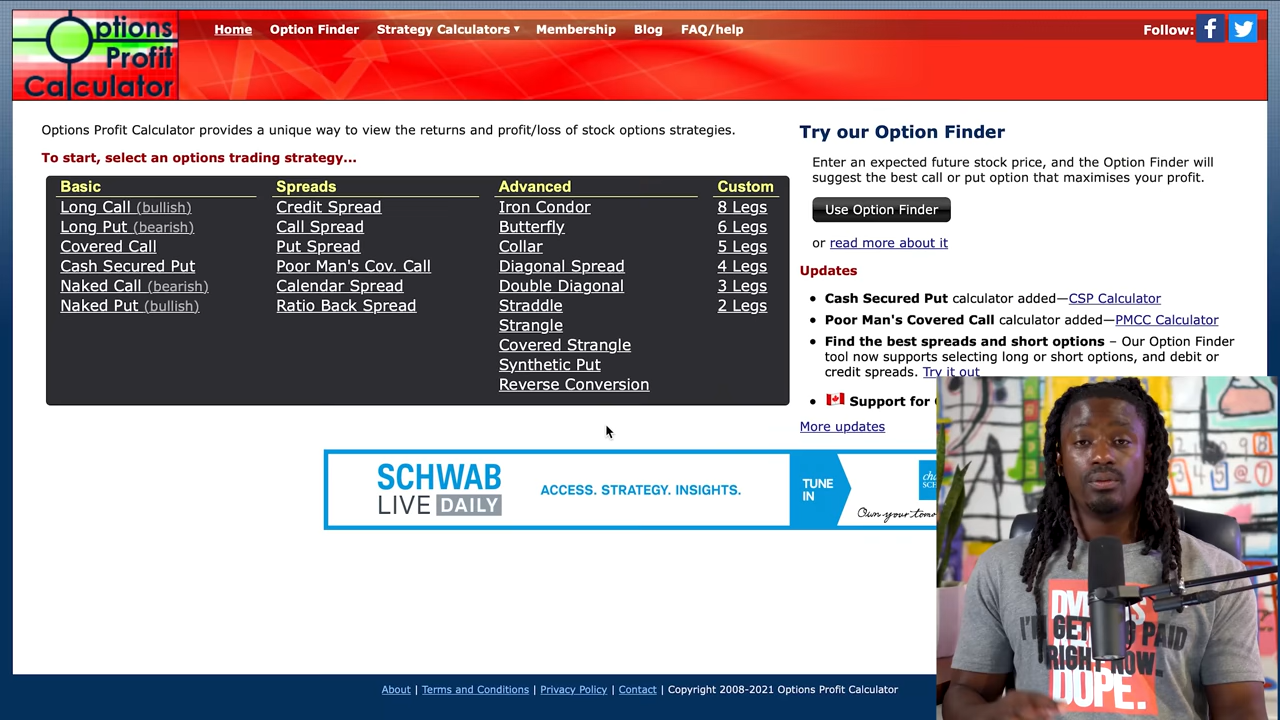 Options
Profit
Calculator
Home Option Finder Strategy Calculators ▾ Membership Blog FAQ/help
Follow:
Options Profit Calculator provides a unique way to view the returns and profit/loss of stock options strategies.
To start, select an options trading strategy...
Basic
Long Call (bullish)
Long Put (bearish)
Covered Call
Cash Secured Put
Naked Call (bearish)
Naked Put (bullish)
Spreads
Credit Spread
Call Spread
Put Spread
Poor Man's Cov. Call
Calendar Spread
Ratio Back Spread
Advanced
Iron Condor
Butterfly
Collar
Diagonal Spread
Double Diagonal
Straddle
Strangle
Covered Strangle
Synthetic Put
Reverse Conversion
Custom
8 Legs
6 Legs
5 Legs
4 Legs
3 Legs
2 Legs
Try our Option Finder
Enter an expected future stock price, and the Option Finder will
suggest the best call or put option that maximises your profit.
Use Option Finder
or read more about it
Updates
• Cash Secured Put calculator added—CSP Calculator
• Poor Man's Covered Call calculator added—PMCC Calculator
• Find the best spreads and short options – Our Option Finder
tool now supports selecting long or short options, and debit or
credit spreads. Try it out
• Support for
More updates
SCHWAB
LIVE DAILY
ACCESS. STRATEGY. INSIGHTS.
TUNE
IN
Own your
I'M GETTING PAID
RIGHT NOW.
DOPE.
About | Terms and Conditions | Privacy Policy | Contact | Copyright 2008-2021 Options Profit Calculator